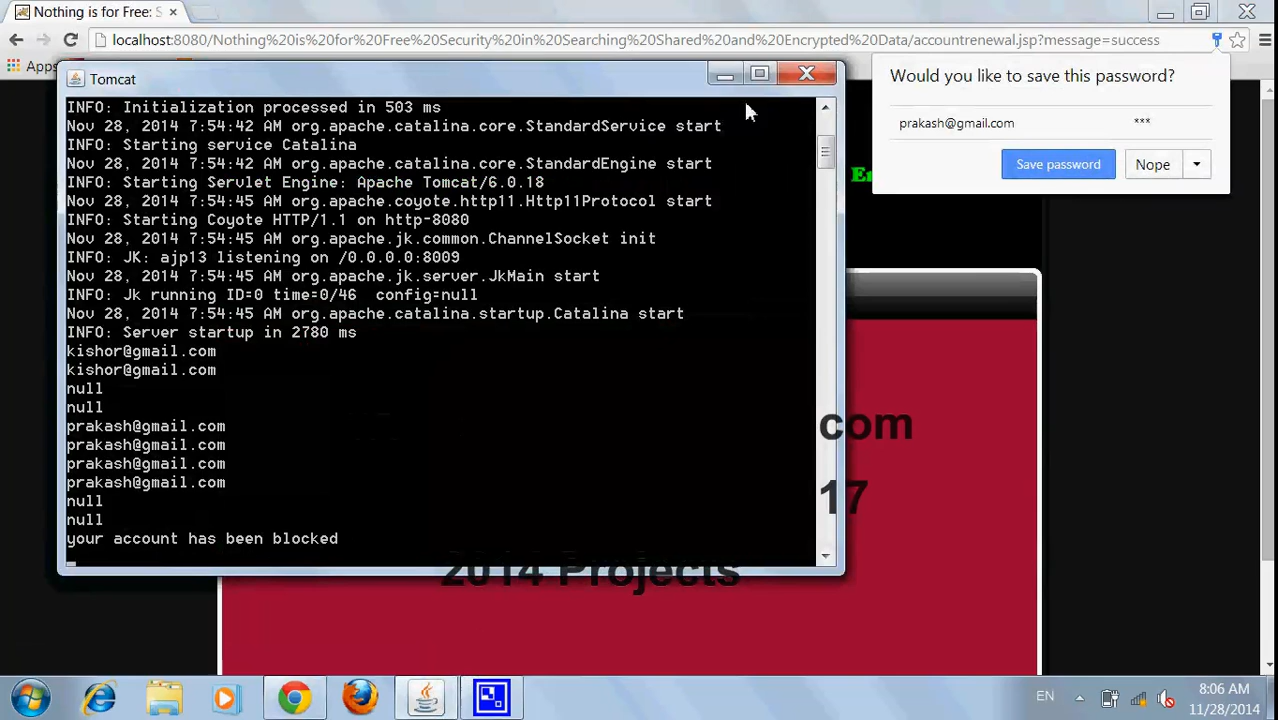 Nothing is for Free: S
localhost:8080/Nothing%20is%20for%20Free%20Security%20in%20Searching%20Shared%20and%20Encrypted%20Data/accountrenewal.jsp?message=success
Apps
Would you like to save this password?
prakash@gmail.com ***
Save password Nope
Tomcat
INFO: Initialization processed in 503 ms
Nov 28, 2014 7:54:42 AM org.apache.catalina.core.StandardService start
INFO: Starting service Catalina
Nov 28, 2014 7:54:42 AM org.apache.catalina.core.StandardEngine start
INFO: Starting Servlet Engine: Apache Tomcat/6.0.18
Nov 28, 2014 7:54:45 AM org.apache.coyote.http11.Http11Protocol start
INFO: Starting Coyote HTTP/1.1 on http-8080
Nov 28, 2014 7:54:45 AM org.apache.jk.common.ChannelSocket init
INFO: JK: ajp13 listening on /0.0.0.0:8009
Nov 28, 2014 7:54:45 AM org.apache.jk.server.JkMain start
INFO: Jk running ID=0 time=0/46 config=null
Nov 28, 2014 7:54:45 AM org.apache.catalina.startup.Catalina start
INFO: Server startup in 2780 ms
kishor@gmail.com
kishor@gmail.com
null
null
prakash@gmail.com
prakash@gmail.com
prakash@gmail.com
prakash@gmail.com
null
null
your account has been blocked
com
17
2014 Projects
EN
8:06 AM
11/28/2014